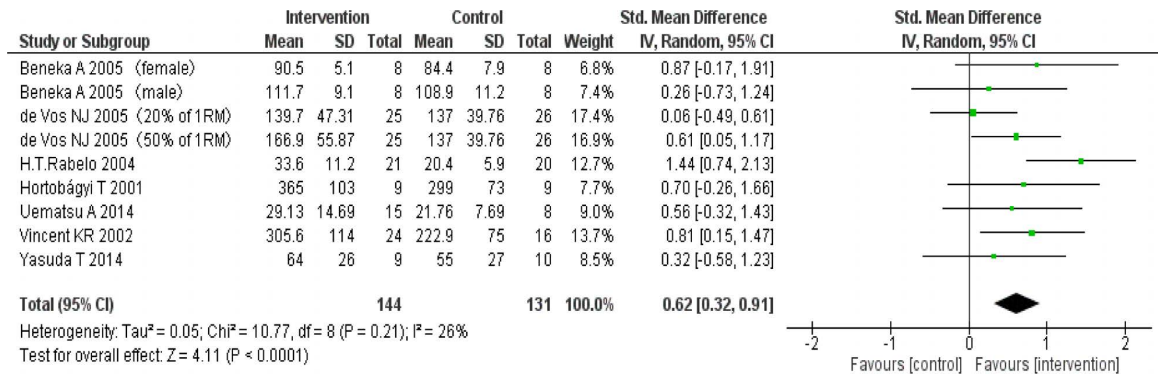 Intervention Control Std. Mean Difference Std. Mean Difference
Study or Subgroup Mean SD Total Mean SD Total Weight IV, Random, 95% CI IV, Random, 95% CI
Beneka A 2005 (female) 90.5 5.1 8 84.4 7.9 8 6.8% 0.87 [-0.17, 1.91]
Beneka A 2005 (male) 111.7 9.1 8 108.9 11.2 8 7.4% 0.26 [-0.73, 1.24]
de Vos NJ 2005 (20% of 1RM) 139.7 47.31 25 137 39.76 26 17.4% 0.06 [-0.49, 0.61]
de Vos NJ 2005 (50% of 1RM) 166.9 55.87 25 137 39.76 26 16.9% 0.61 [0.05, 1.17]
H.T.Rabelo 2004 33.6 11.2 21 20.4 5.9 20 12.7% 1.44 [0.74, 2.13]
Hortobágyi T 2001 365 103 9 299 73 9 7.7% 0.70 [-0.26, 1.66]
Uematsu A 2014 29.13 14.69 15 21.76 7.69 8 9.0% 0.56 [-0.32, 1.43]
Vincent KR 2002 305.6 114 24 222.9 75 16 13.7% 0.81 [0.15, 1.47]
Yasuda T 2014 64 26 9 55 27 10 8.5% 0.32 [-0.58, 1.23]
Total (95% CI) 144 131 100.0% 0.62 [0.32, 0.91]
Heterogeneity: Tau² = 0.05; Chi² = 10.77, df = 8 (P = 0.21); I² = 26%
Test for overall effect: Z = 4.11 (P < 0.0001)
-2 -1 0 1 2
Favours [control] Favours [intervention]